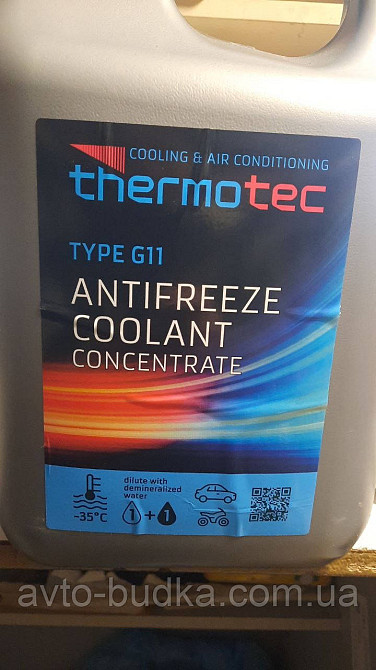 COOLING & AIR CONDITIONING
thermotec
TYPE G11
ANTIFREEZE
COOLANT
CONCENTRATE
dilute with
demineralized
water
-35°C
1 + 1
avto-budka.com.ua